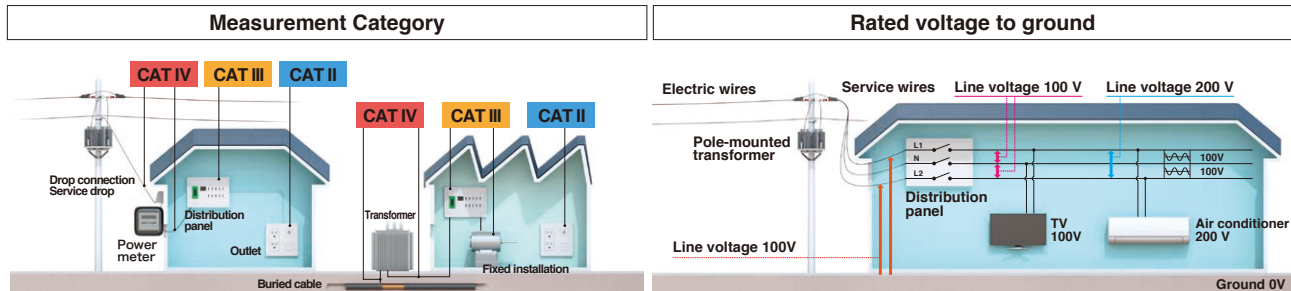 Measurement Category
CAT IV
CAT III
CAT II
Drop connection
Service drop
Power
meter
Distribution
panel
Outlet
CAT IV
CAT III
CAT II
Transformer
Fixed installation
Buried cable
Rated voltage to ground
Electric wires
Service wires
Line voltage 100 V
Line voltage 200 V
Pole-mounted
transformer
L1
N
L2
100V
100V
Distribution
panel
TV
100V
Air conditioner
200 V
Line voltage 100V
Ground 0V